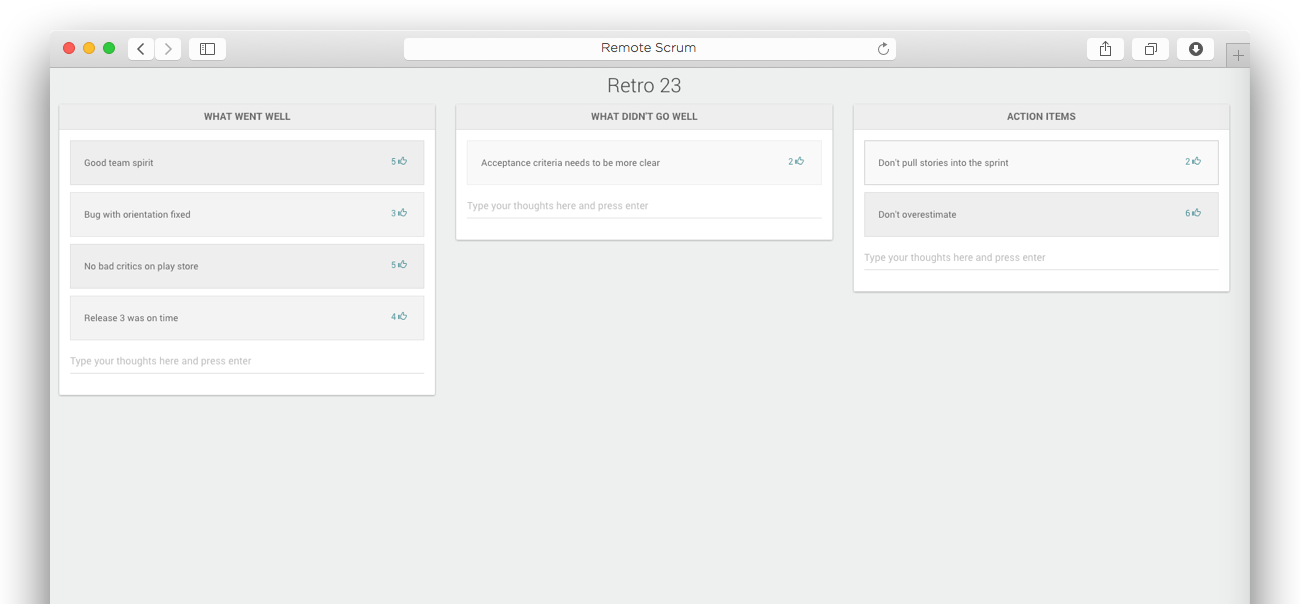 Remote Scrum
Retro 23
WHAT WENT WELL
Good team spirit 5
Bug with orientation fixed 3
No bad critics on play store 5
Release 3 was on time 4
Type your thoughts here and press enter
WHAT DIDN'T GO WELL
Acceptance criteria needs to be more clear 2
Type your thoughts here and press enter
ACTION ITEMS
Don't pull stories into the sprint 2
Don't overestimate 6
Type your thoughts here and press enter